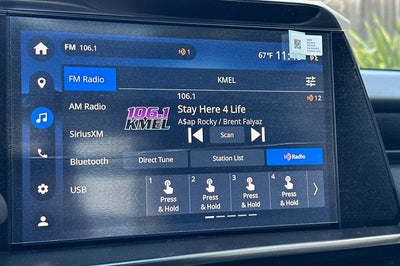 FM 106.1
1
67°F
FM Radio
KMEL
AM Radio
106.1
12
106.1
KMEL
Stay Here 4 Life
A$ap Rocky / Brent Faiyaz
SiriusXM
Scan
Bluetooth
Direct Tune
Station List
Radio
USB
1
2
3
4
Press & Hold
Press & Hold
Press & Hold
Press & Hold